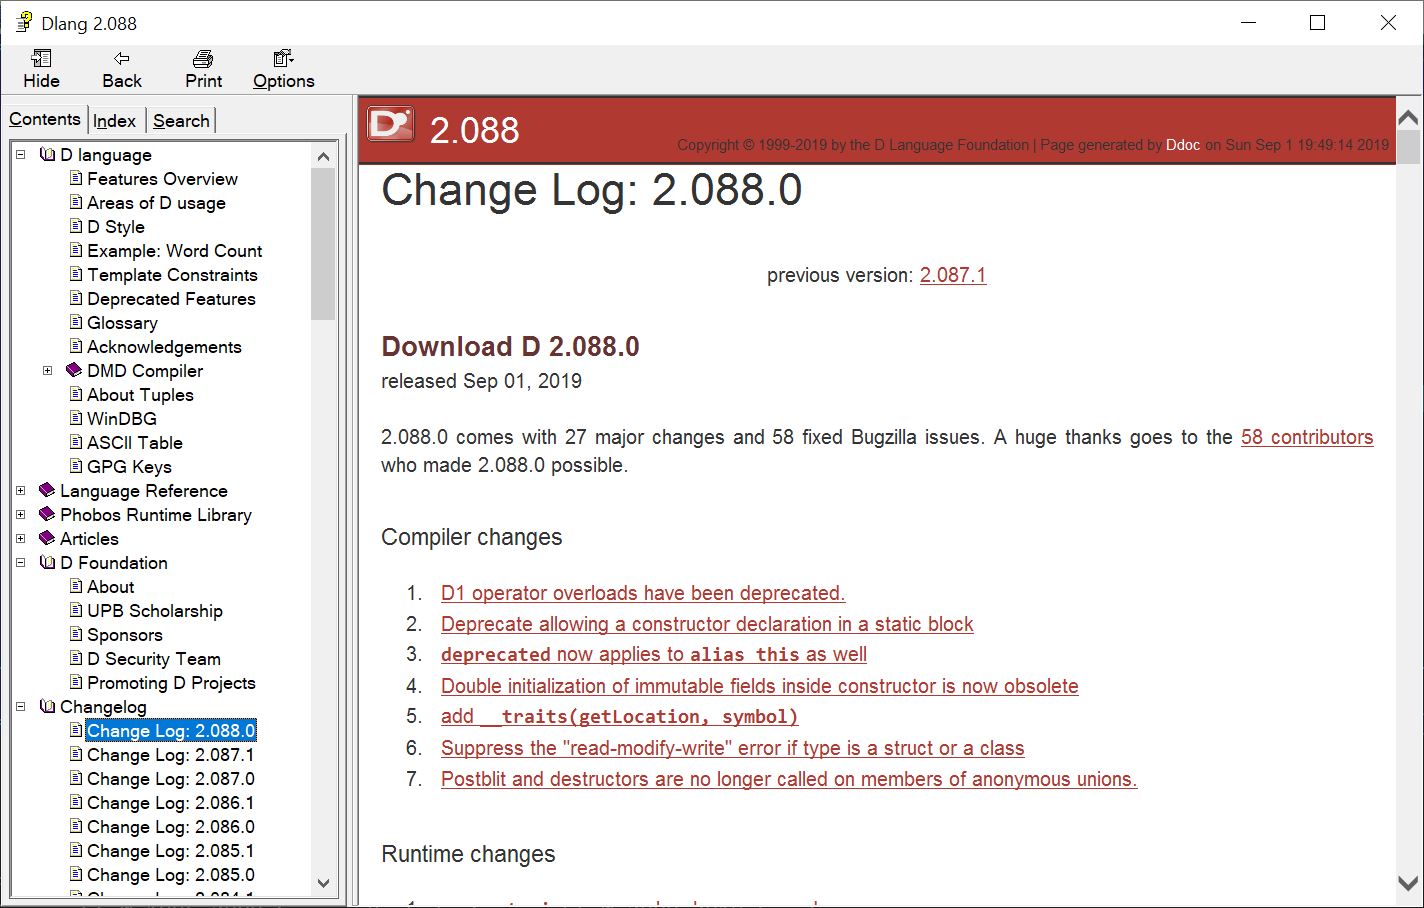 Dlang 2.088
Hide Back Print Options
Contents Index Search
D language
Features Overview
Areas of D usage
D Style
Example: Word Count
Template Constraints
Deprecated Features
Glossary
Acknowledgements
DMD Compiler
About Tuples
WinDBG
ASCII Table
GPG Keys
Language Reference
Phobos Runtime Library
Articles
D Foundation
About
UPB Scholarship
Sponsors
D Security Team
Promoting D Projects
Changelog
Change Log: 2.088.0
Change Log: 2.087.1
Change Log: 2.087.0
Change Log: 2.086.1
Change Log: 2.086.0
Change Log: 2.085.1
Change Log: 2.085.0
D 2.088
Copyright © 1999-2019 by the D Language Foundation | Page generated by Ddoc on Sun Sep 1 19:49:14 2019
Change Log: 2.088.0
previous version: 2.087.1
Download D 2.088.0
released Sep 01, 2019
2.088.0 comes with 27 major changes and 58 fixed Bugzilla issues. A huge thanks goes to the 58 contributors
who made 2.088.0 possible.
Compiler changes
1. D1 operator overloads have been deprecated.
2. Deprecate allowing a constructor declaration in a static block
3. deprecated now applies to alias this as well
4. Double initialization of immutable fields inside constructor is now obsolete
5. add __traits(getLocation, symbol)
6. Suppress the "read-modify-write" error if type is a struct or a class
7. Postblit and destructors are no longer called on members of anonymous unions.
Runtime changes